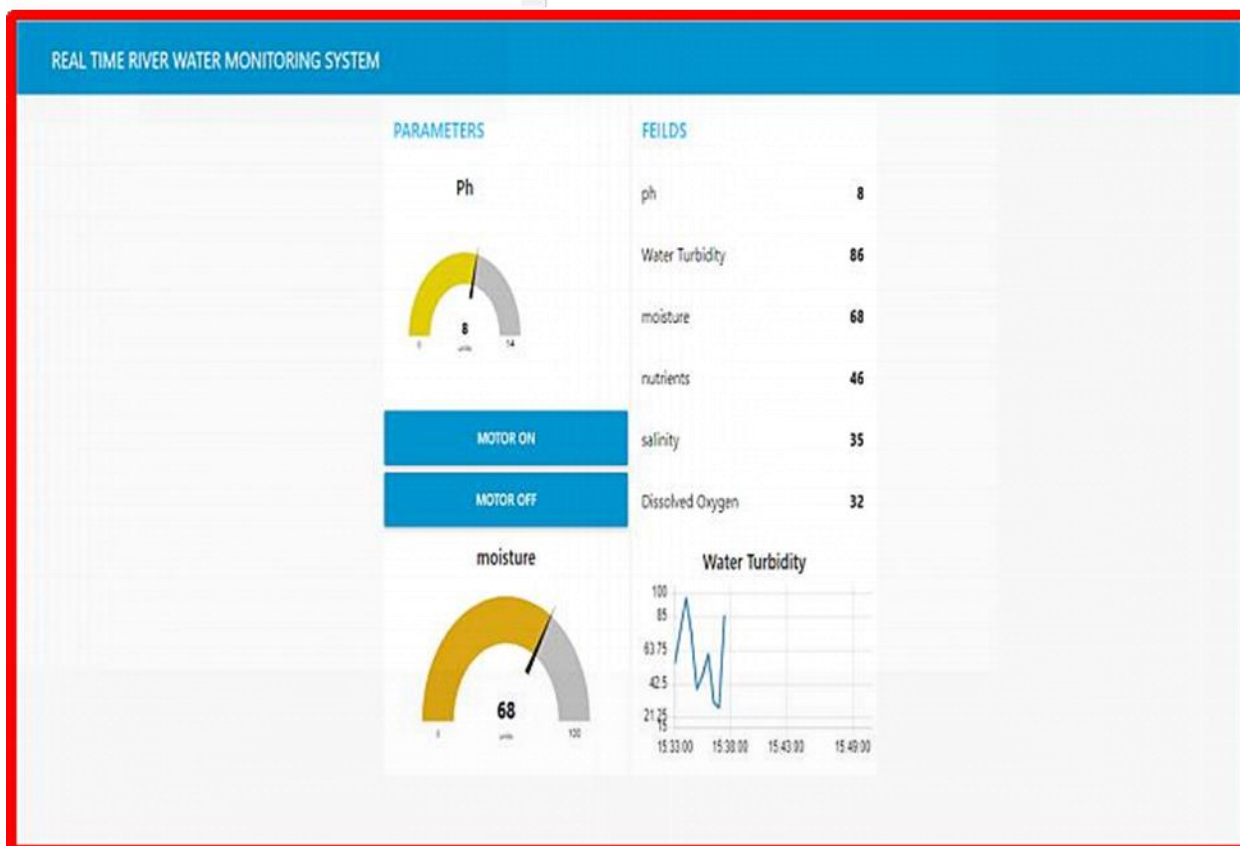 REAL TIME RIVER WATER MONITORING SYSTEM
PARAMETERS
Ph
8
units
0
14
MOTOR ON
MOTOR OFF
moisture
68
units
0
100
FEILDS
ph 8
Water Turbidity 86
moisture 68
nutrients 46
salinity 35
Dissolved Oxygen 32
Water Turbidity
100
85
63.75
42.5
21.25
15
15:33:00 15:38:00 15:43:00 15:49:00